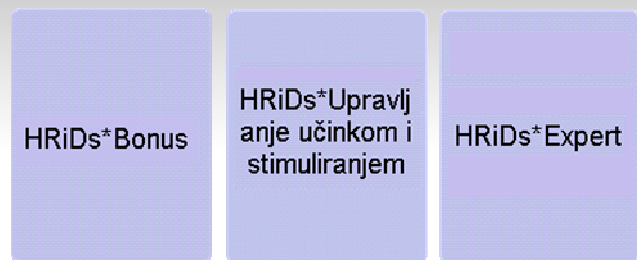 HRiDs*Bonus
HRiDs*Upravlj
anje učinkom i
stimuliranjem
HRiDs*Expert